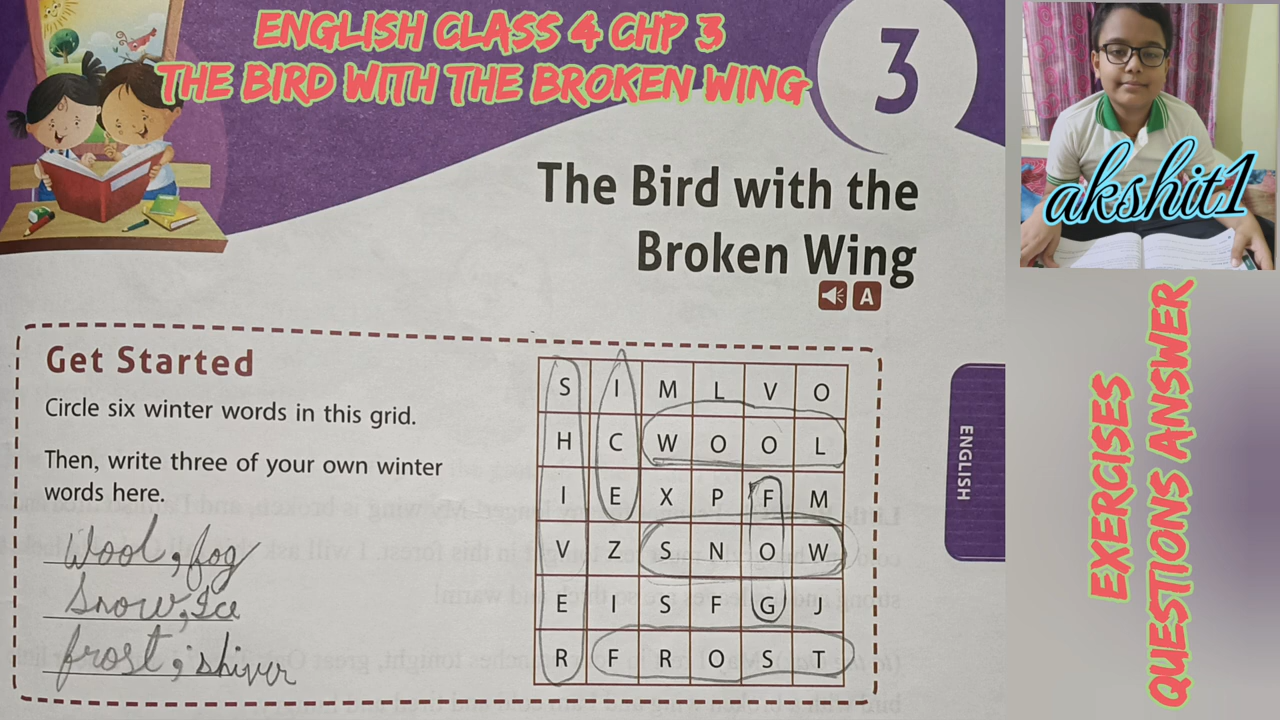 ENGLISH CLASS 4 CHP 3
THE BIRD WITH THE BROKEN WING
3
akshit1
The Bird with the
Broken Wing
A
Get Started
Circle six winter words in this grid.
Then, write three of your own winter
words here.
Wool, fog
Snow, Ice
frost, shiver
S I M L V O
H C W O O L
I E X P F M
V Z S N O W
E I S F G J
R F R O S T
ENGLISH
EXERCISES
QUESTIONS ANSWER